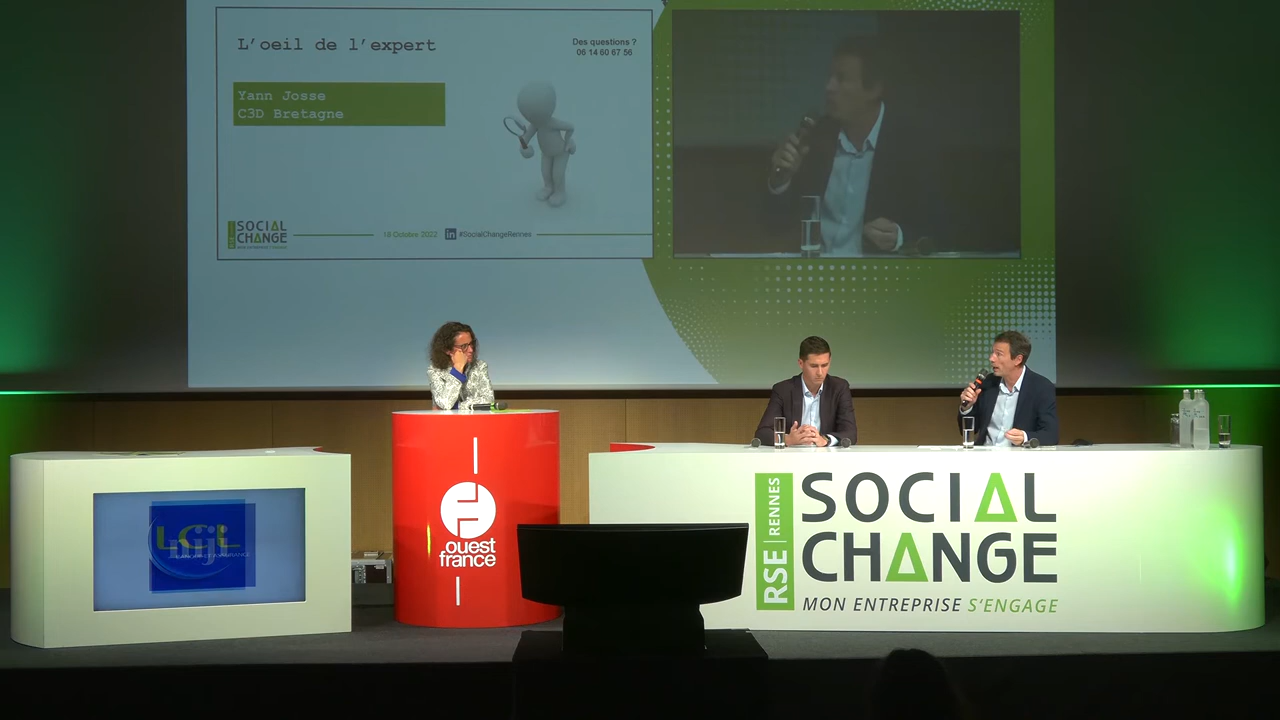 L'oeil de l'expert
Des questions ?
06 14 60 67 56
Yann Josse
C3D Bretagne
SOCIAL
CHANGE
18 Octobre 2022
in
#SocialChangeRennes
ouest
france
RSE | RENNES
SOCIAL
CHANGE
MON ENTREPRISE S'ENGAGE